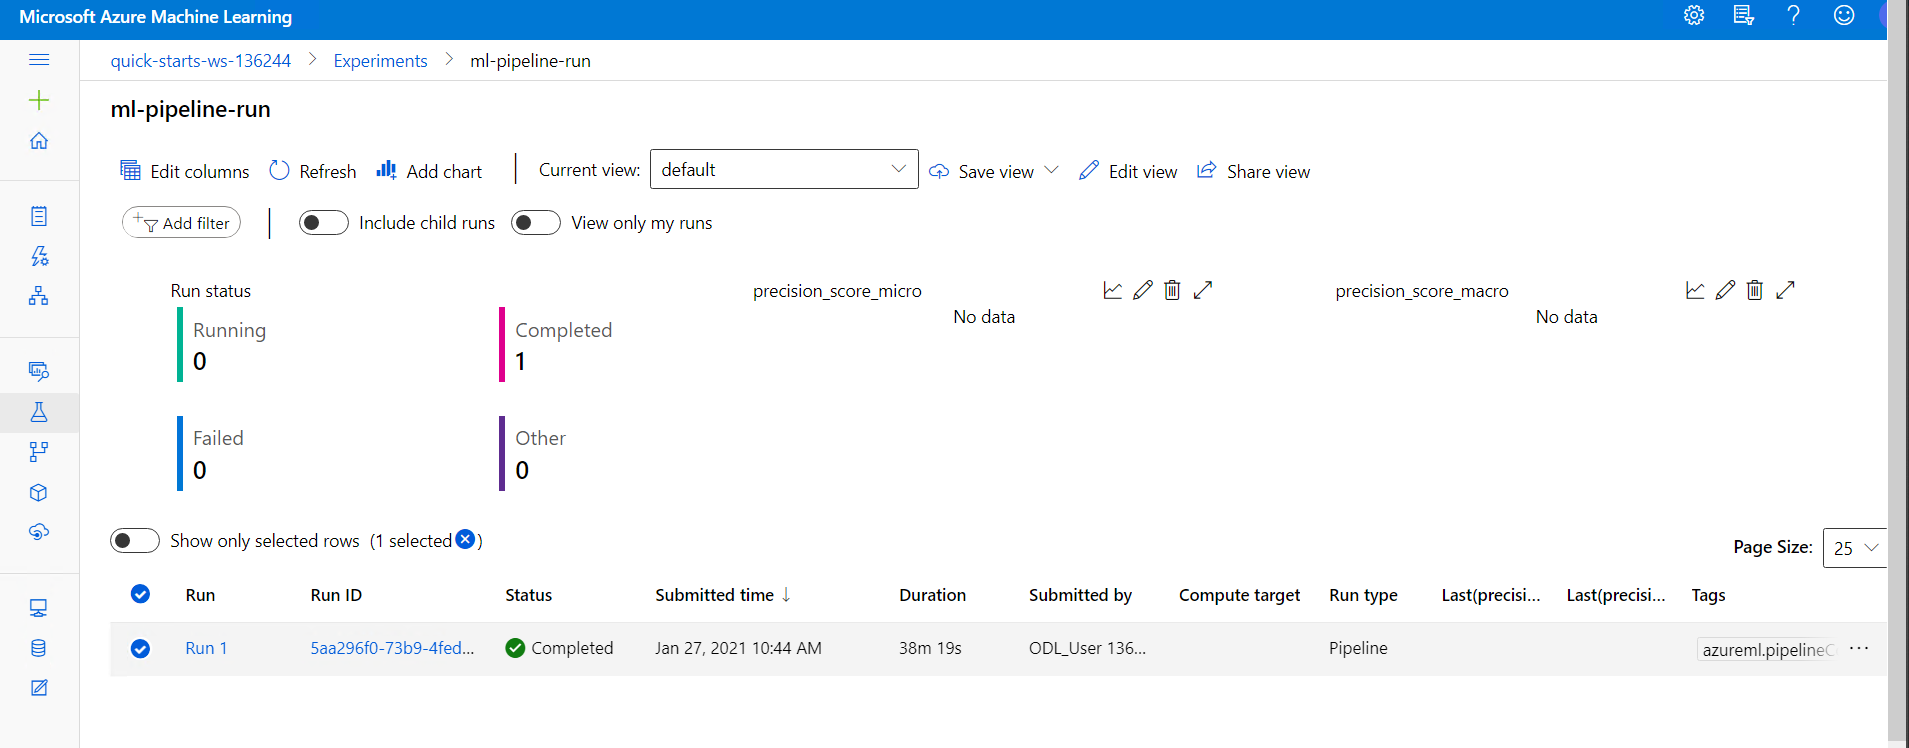 Microsoft Azure Machine Learning
quick-starts-ws-136244 > Experiments > ml-pipeline-run
ml-pipeline-run
Edit columns Refresh Add chart Current view: default Save view Edit view Share view
Add filter Include child runs View only my runs
Run status precision_score_micro precision_score_macro
No data No data
Running Completed
0 1
Failed Other
0 0
Show only selected rows (1 selected )
Page Size: 25
Run Run ID Status Submitted time ↓ Duration Submitted by Compute target Run type Last(precisi... Last(precisi... Tags
Run 1 5aa296f0-73b9-4fed... Completed Jan 27, 2021 10:44 AM 38m 19s ODL_User 136... Pipeline azureml.pipelineC ...